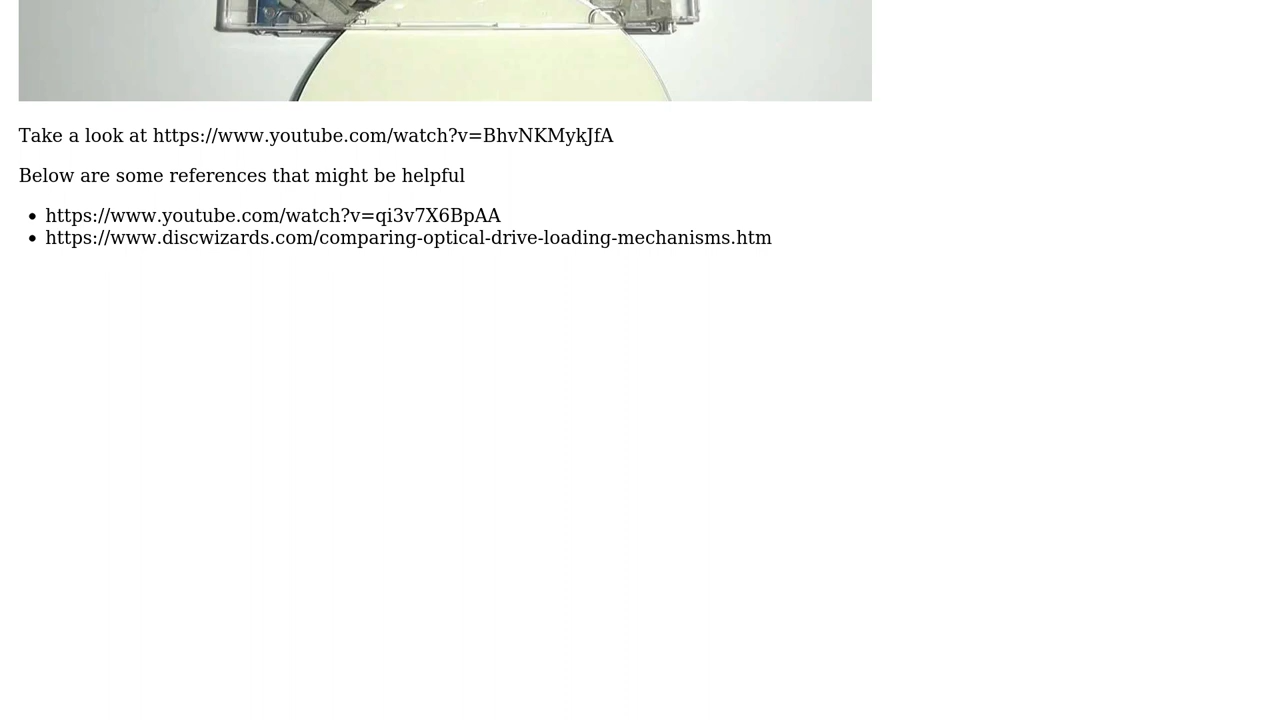 Take a look at https://www.youtube.com/watch?v=BhvNKMykJfA
Below are some references that might be helpful
• https://www.youtube.com/watch?v=qi3v7X6BpAA
• https://www.discwizards.com/comparing-optical-drive-loading-mechanisms.htm